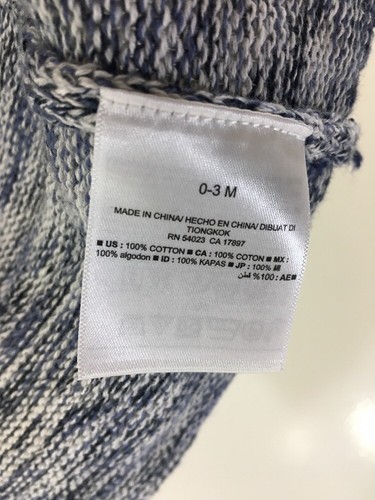 0-3 M
MADE IN CHINA/ HECHO EN CHINA/ DIBUAT DI
TIONGKOK
RN 54023 CA 17897
■ US : 100% COTTON ■ CA : 100% COTON ■ MX :
100% algodon ■ ID : 100% KAPAS ■ JP : 100% 綿
■ AE : 100% قطن